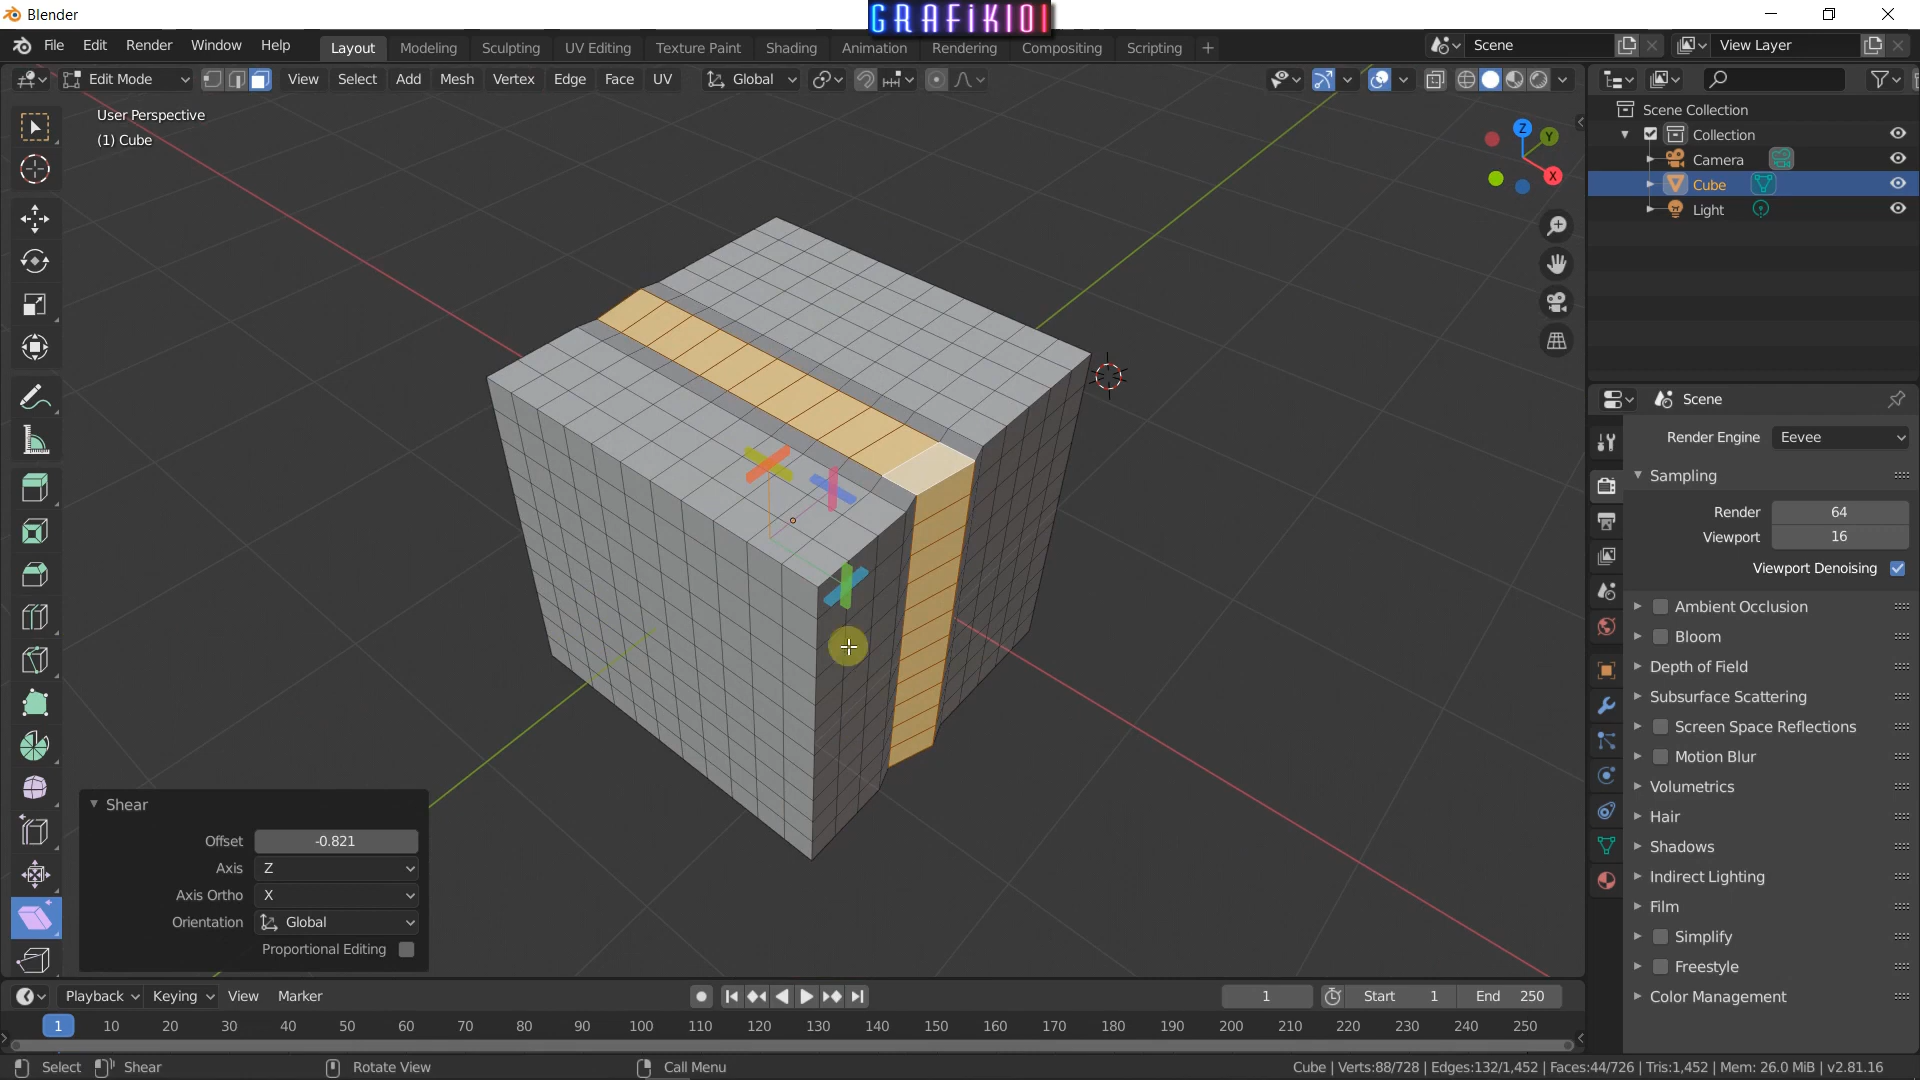 Blender
GRAFiK101
File Edit Render Window Help
Layout Modeling Sculpting UV Editing Texture Paint Shading Animation Rendering Compositing Scripting +
Scene View Layer
Edit Mode View Select Add Mesh Vertex Edge Face UV Global
User Perspective
(1) Cube
Z
Y
X
Scene Collection
Collection
Camera
Cube
Light
Scene
Render Engine Eevee
Sampling
Render 64
Viewport 16
Viewport Denoising
Ambient Occlusion
Bloom
Depth of Field
Subsurface Scattering
Screen Space Reflections
Motion Blur
Volumetrics
Hair
Shadows
Indirect Lighting
Film
Simplify
Freestyle
Color Management
Shear
Offset -0.821
Axis Z
Axis Ortho X
Orientation Global
Proportional Editing
Playback Keying View Marker 1 Start 1 End 250
1 10 20 30 40 50 60 70 80 90 100 110 120 130 140 150 160 170 180 190 200 210 220 230 240 250
Select Shear Rotate View Call Menu Cube | Verts:88/728 | Edges:132/1,452 | Faces:44/726 | Tris:1,452 | Mem: 26.0 MiB | v2.81.16